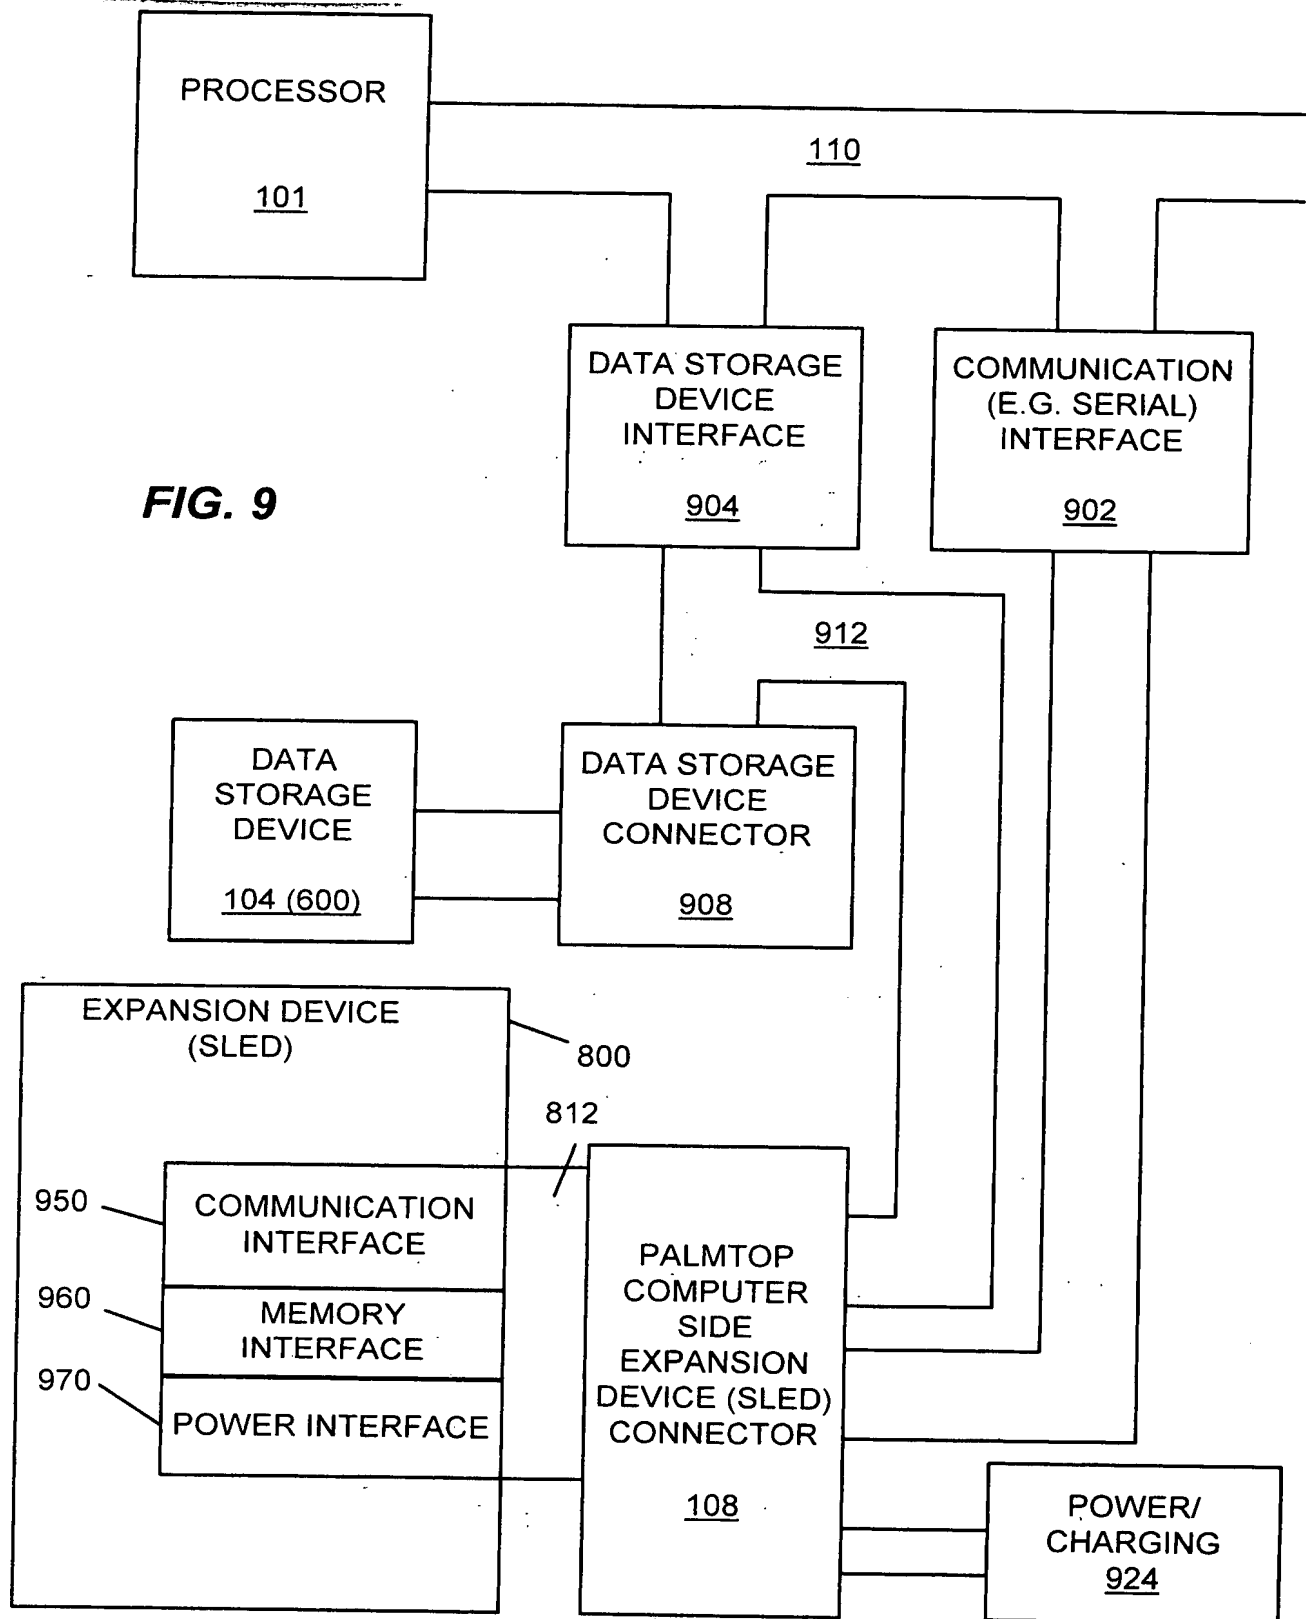 PROCESSOR
101
110
DATA STORAGE
DEVICE
INTERFACE
904
COMMUNICATION
(E.G. SERIAL)
INTERFACE
902
FIG. 9
912
DATA
STORAGE
DEVICE
104 (600)
DATA STORAGE
DEVICE
CONNECTOR
908
EXPANSION DEVICE
(SLED)
800
812
950
COMMUNICATION
INTERFACE
960
MEMORY
INTERFACE
970
POWER INTERFACE
PALMTOP
COMPUTER
SIDE
EXPANSION
DEVICE (SLED)
CONNECTOR
108
POWER/
CHARGING
924